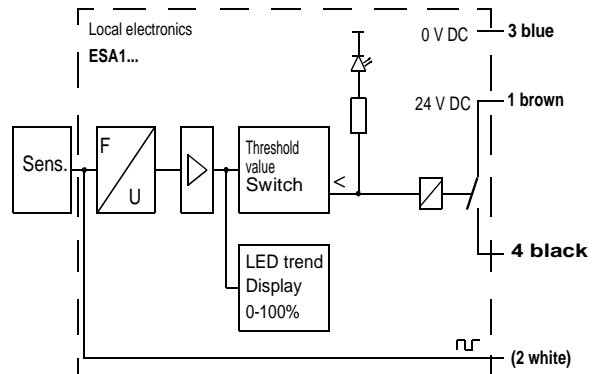 Local electronics
ESA1...
0 V DC
3 blue
24 V DC
1 brown
Sens.
F
U
Threshold
value
Switch
<
4 black
LED trend
Display
0-100%
(2 white)